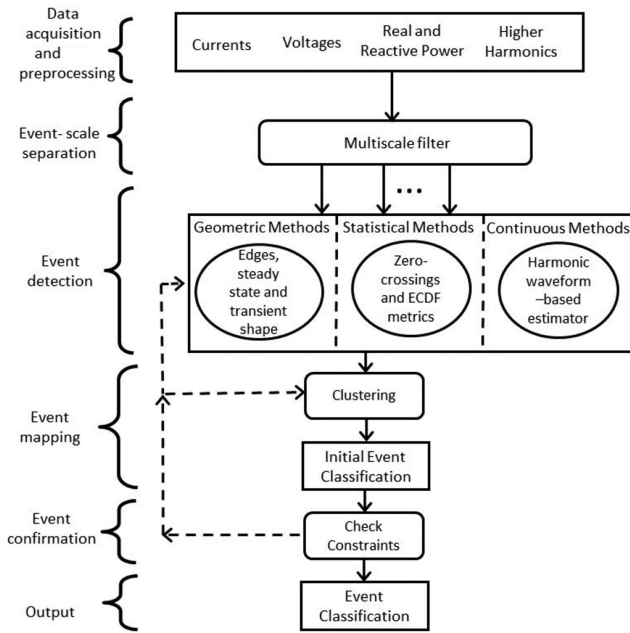 Data
acquisition
and
preprocessing
Currents
Voltages
Real and
Reactive Power
Higher
Harmonics
Event- scale
separation
Multiscale filter
...
Event
detection
Geometric Methods
Edges,
steady
state and
transient
shape
Statistical Methods
Zero-
crossings
and ECDF
metrics
Continuous Methods
Harmonic
waveform
–based
estimator
Event
mapping
Clustering
Initial Event
Classification
Event
confirmation
Check
Constraints
Output
Event
Classification